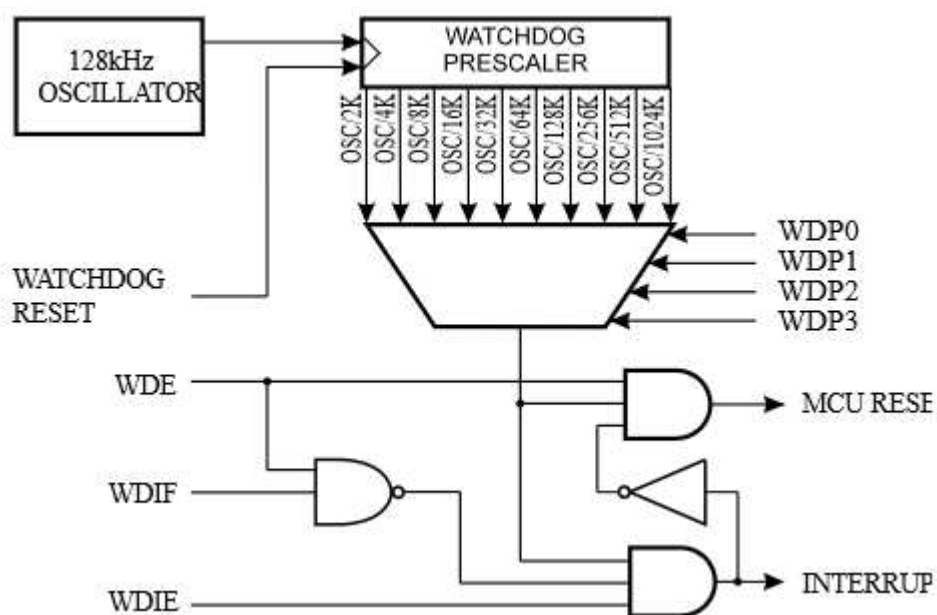 128kHz
OSCILLATOR
WATCHDOG
PRESCALER
OSC/2K
OSC/4K
OSC/8K
OSC/16K
OSC/32K
OSC/64K
OSC/128K
OSC/256K
OSC/512K
OSC/1024K
WDP0
WDP1
WDP2
WDP3
WATCHDOG
RESET
WDE
MCU RESE
WDIF
WDIE
INTERRUP